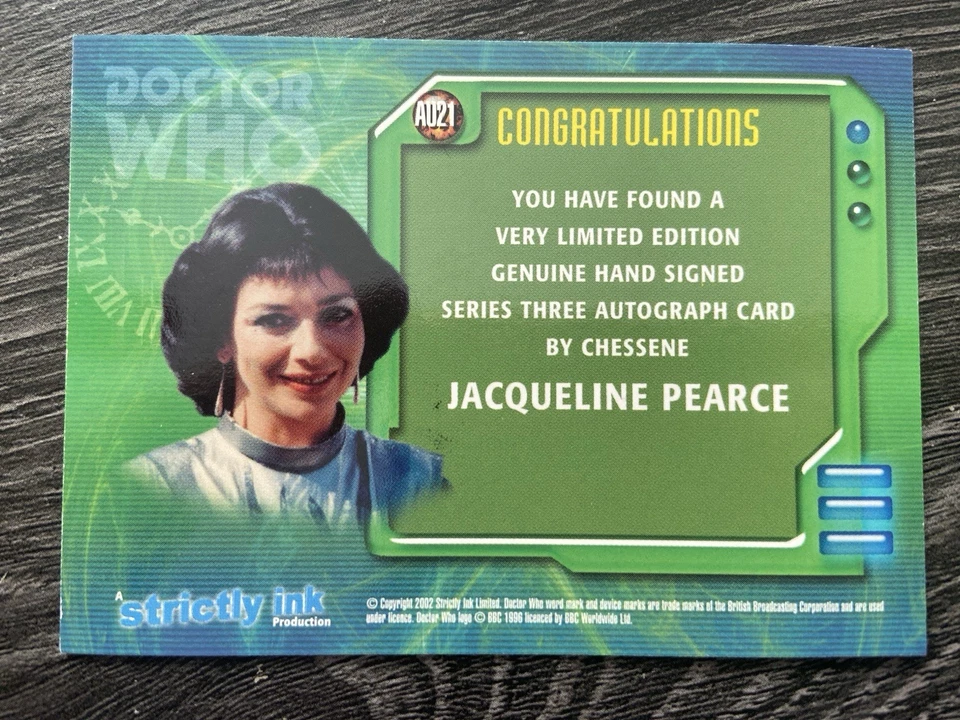 DOCTOR
WHO
AU21
CONGRATULATIONS
YOU HAVE FOUND A
VERY LIMITED EDITION
GENUINE HAND SIGNED
SERIES THREE AUTOGRAPH CARD
BY CHESSENE
JACQUELINE PEARCE
A
strictly ink
Production
© Copyright 2002 Strictly Ink Limited. Doctor Who word mark and device marks are trade marks of the British Broadcasting Corporation and are used
under licence. Doctor Who logo © BBC 1996 licenced by BBC Worldwide Ltd.